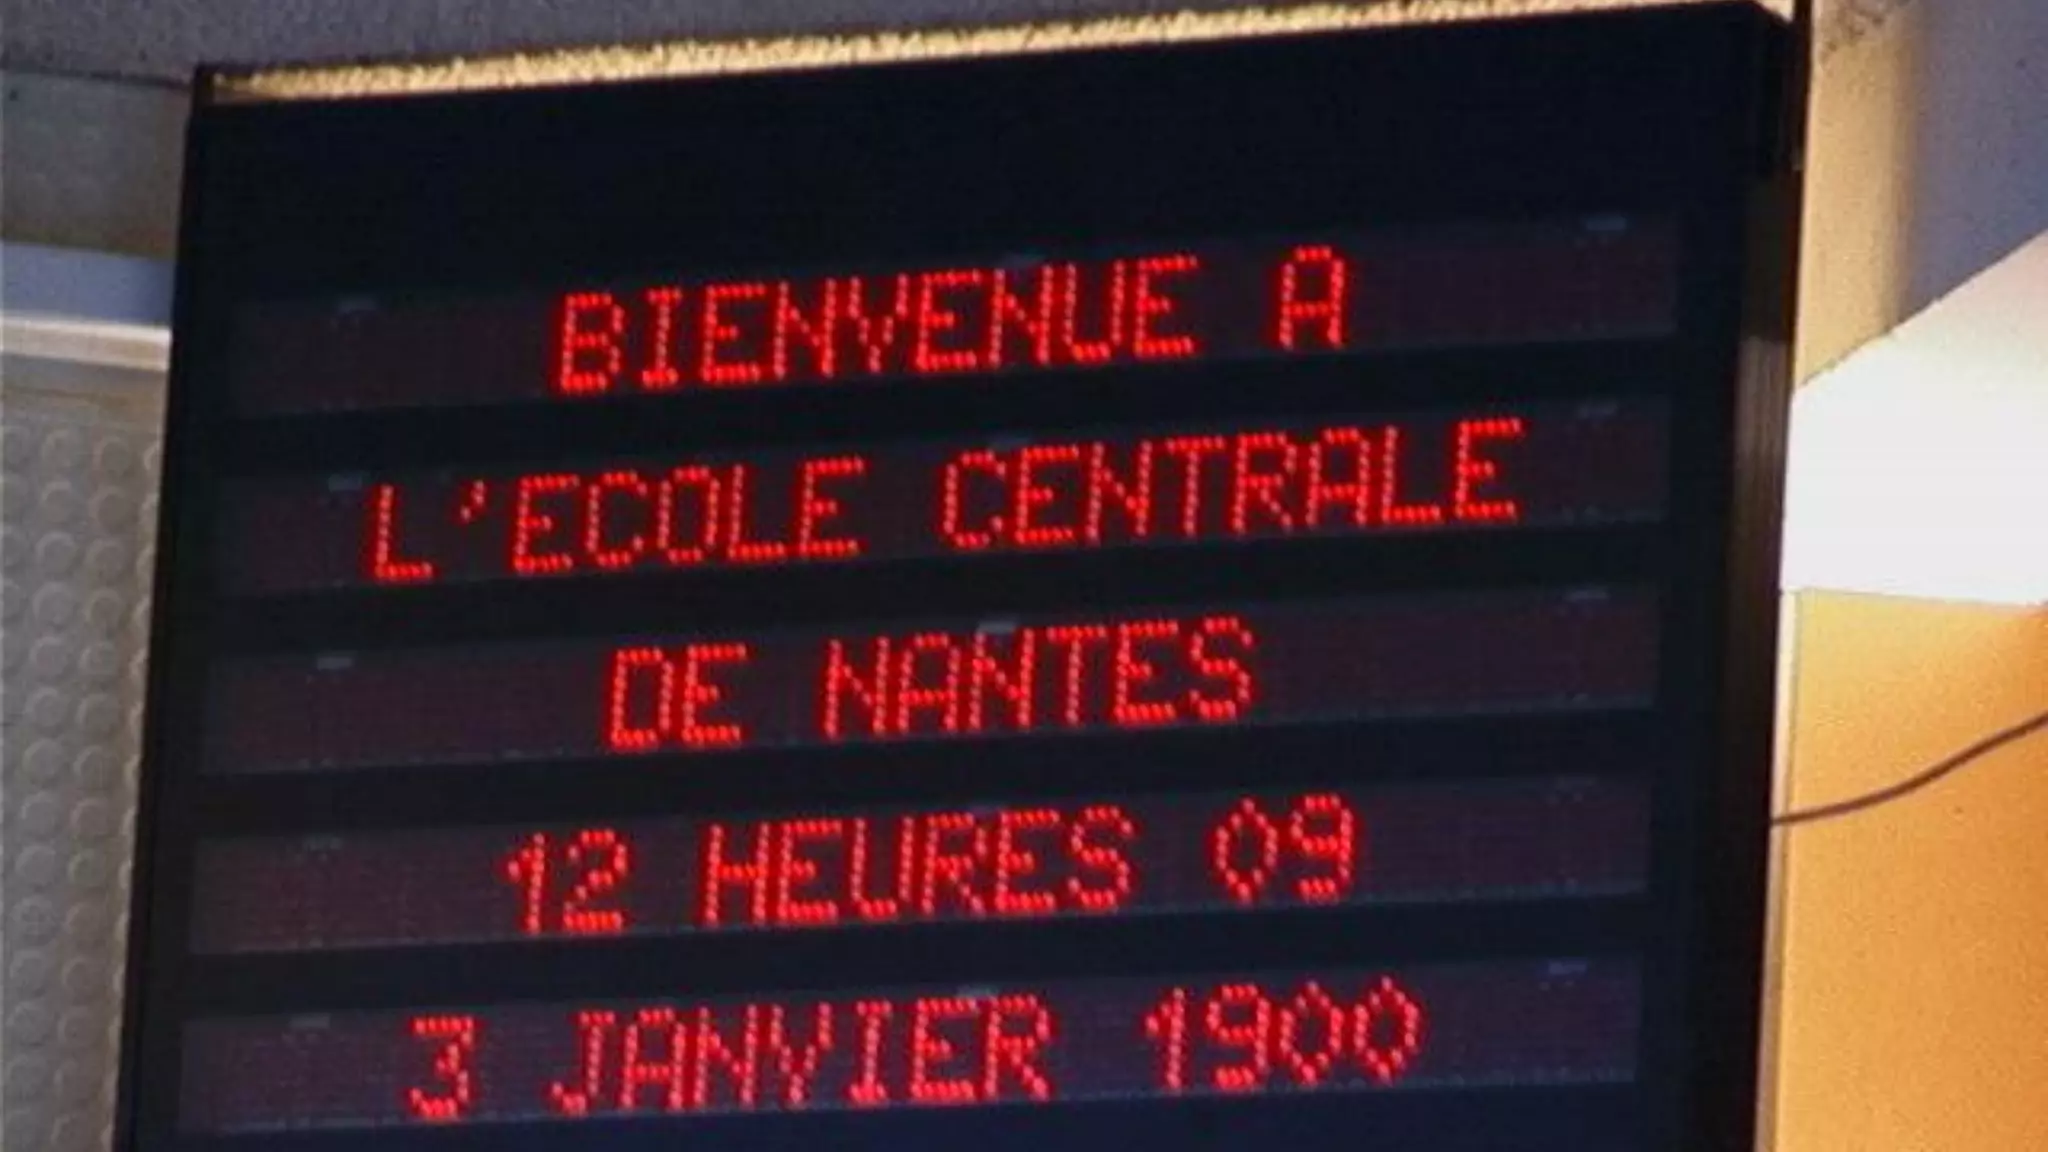 BIENVENUE A
L'ECOLE CENTRALE
DE NANTES
12 HEURES 09
3 JANVIER 1900